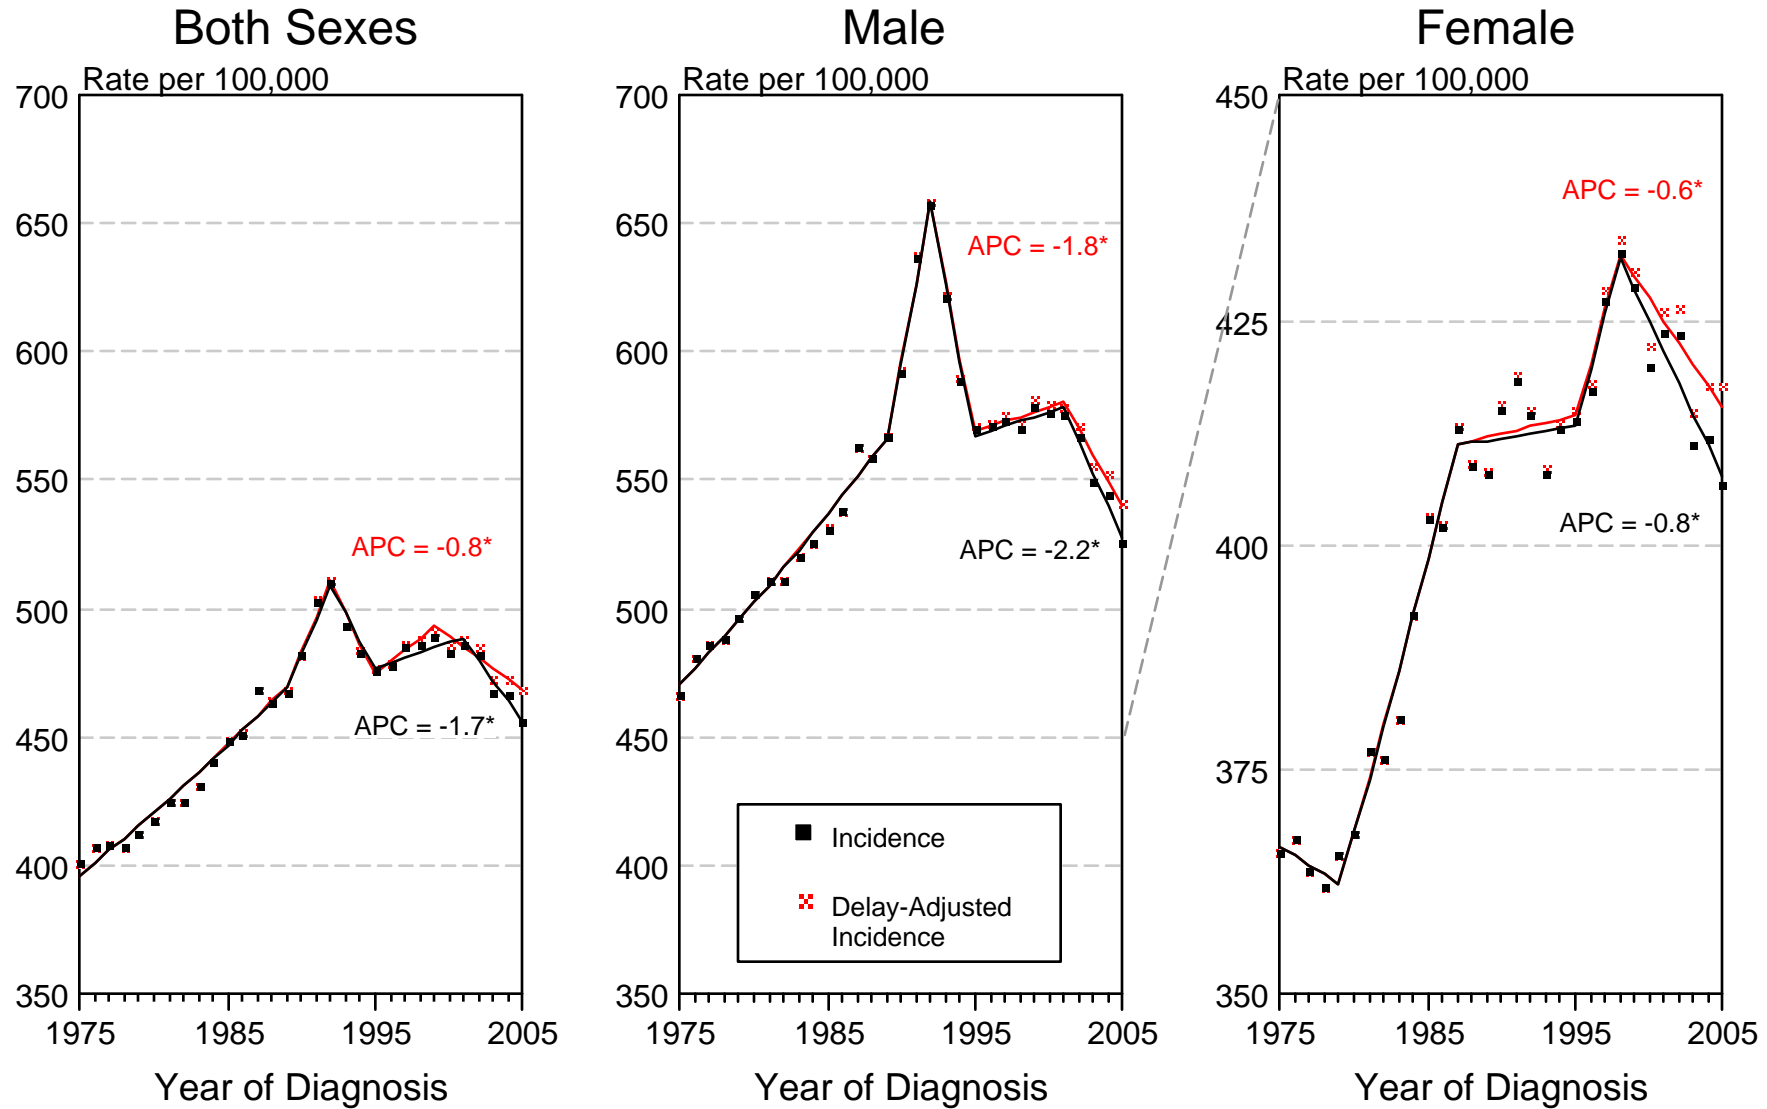 Both Sexes
Rate per 100,000
700
650
600
550
500
450
400
350
APC = -0.8*
APC = -1.7*
1975 1985 1995 2005
Year of Diagnosis
Male
Rate per 100,000
700
650
600
550
500
450
400
350
APC = -1.8*
APC = -2.2*
Incidence
Delay-Adjusted
Incidence
1975 1985 1995 2005
Year of Diagnosis
Female
Rate per 100,000
450
425
400
375
350
APC = -0.6*
APC = -0.8*
1975 1985 1995 2005
Year of Diagnosis